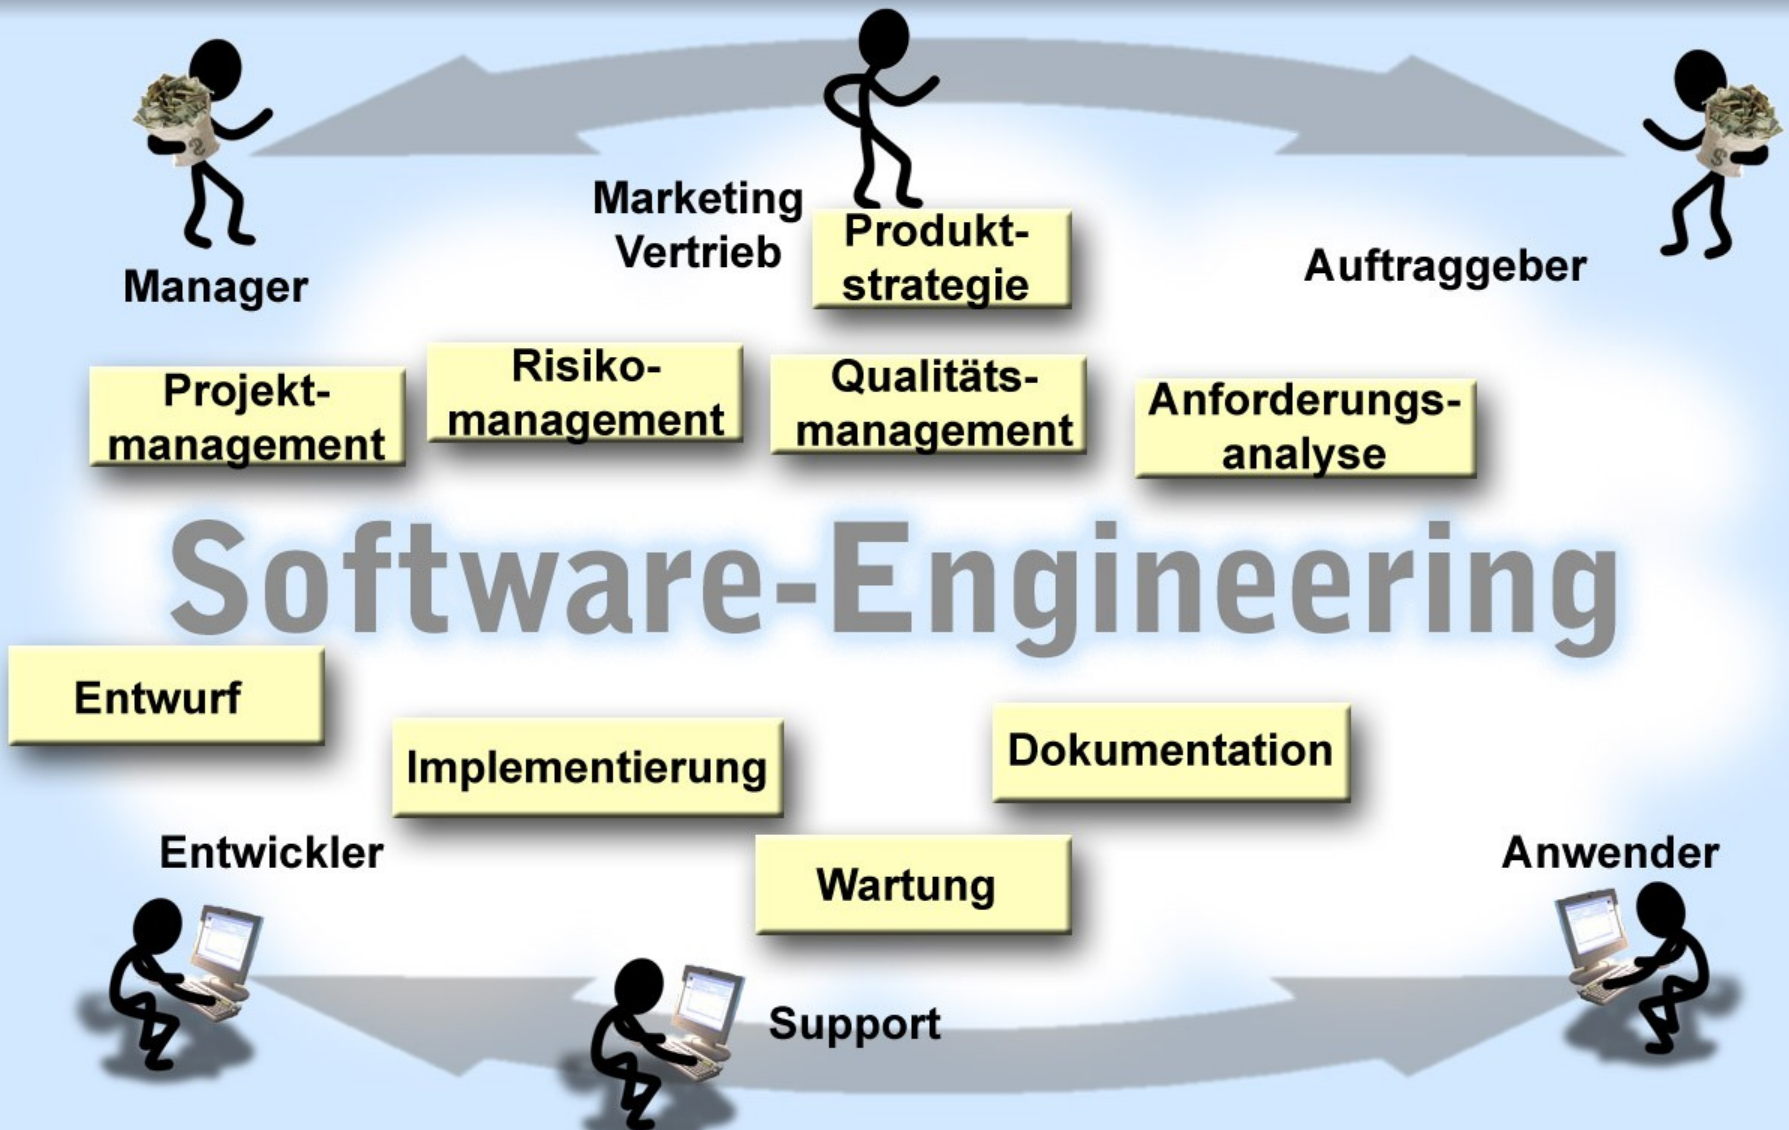 Manager
Marketing
Vertrieb
Produkt-
strategie
Auftraggeber
Projekt-
management
Risiko-
management
Qualitäts-
management
Anforderungs-
analyse
Software-Engineering
Entwurf
Implementierung
Dokumentation
Wartung
Entwickler
Anwender
Support
$